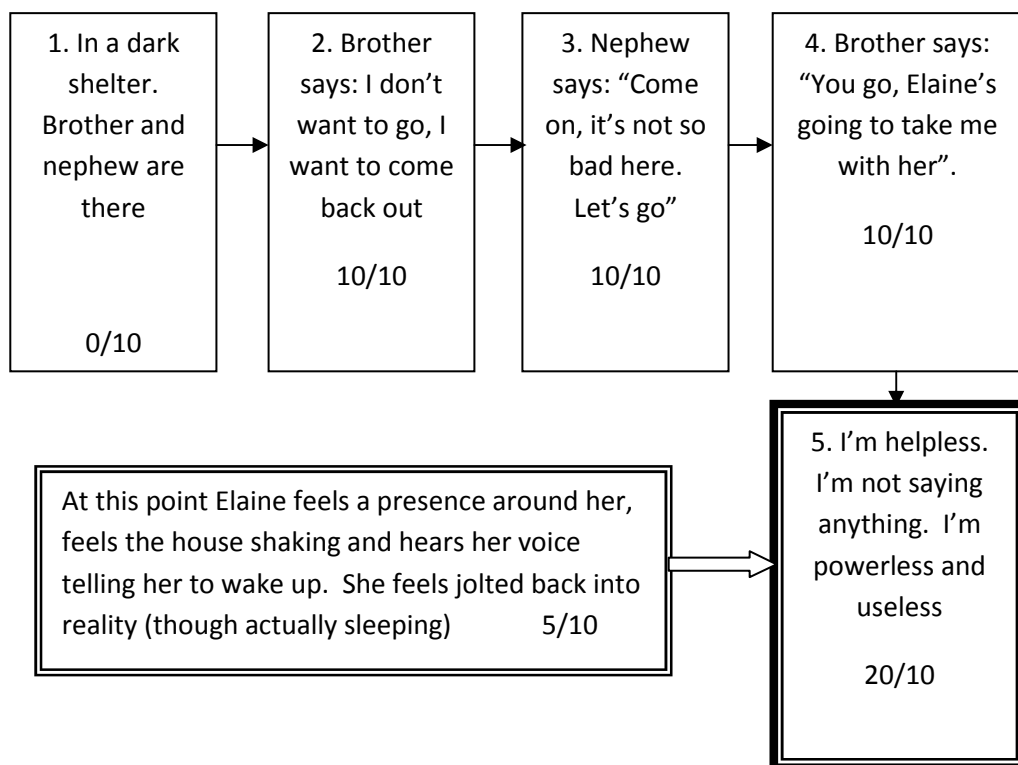 1. In a dark
shelter.
Brother and
nephew are
there
0/10
2. Brother
says: I don’t
want to go, I
want to come
back out
10/10
3. Nephew
says: “Come
on, it’s not so
bad here.
Let’s go”
10/10
4. Brother says:
“You go, Elaine’s
going to take me
with her”.
10/10
5. I’m helpless.
I’m not saying
anything. I’m
powerless and
useless
20/10
At this point Elaine feels a presence around her,
feels the house shaking and hears her voice
telling her to wake up. She feels jolted back into
reality (though actually sleeping) 5/10